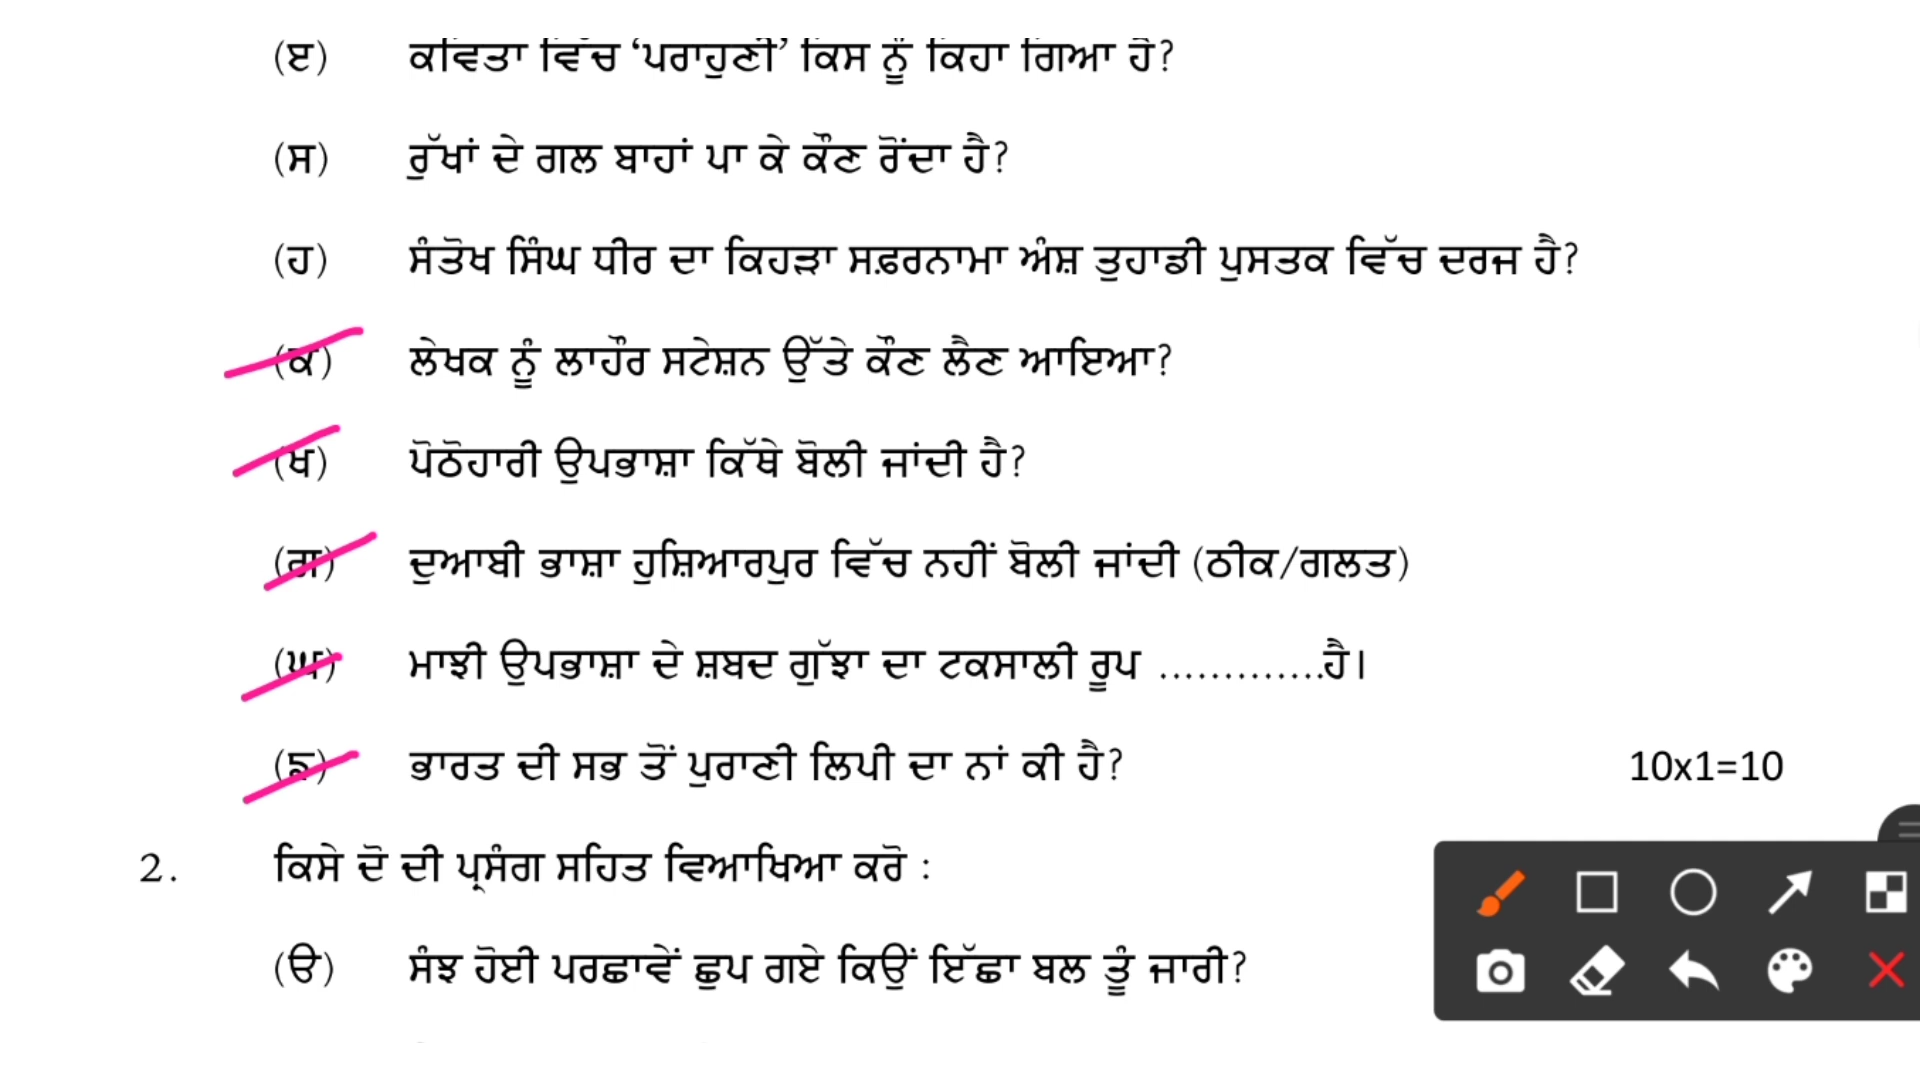 (ੲ) ਕਵਿਤਾ ਵਿੱਚ ‘ਪਰਾਹੁਣੀ’ ਕਿਸ ਨੂੰ ਕਿਹਾ ਗਿਆ ਹੈ?
(ਸ) ਰੁੱਖਾਂ ਦੇ ਗਲ ਬਾਹਾਂ ਪਾ ਕੇ ਕੌਣ ਰੋਂਦਾ ਹੈ?
(ਹ) ਸੰਤੋਖ ਸਿੰਘ ਧੀਰ ਦਾ ਕਿਹੜਾ ਸਫ਼ਰਨਾਮਾ ਅੰਸ਼ ਤੁਹਾਡੀ ਪੁਸਤਕ ਵਿੱਚ ਦਰਜ ਹੈ?
(ਕ) ਲੇਖਕ ਨੂੰ ਲਾਹੌਰ ਸਟੇਸ਼ਨ ਉੱਤੇ ਕੌਣ ਲੈਣ ਆਇਆ?
(ਖ) ਪੋਠੋਹਾਰੀ ਉਪਭਾਸ਼ਾ ਕਿੱਥੇ ਬੋਲੀ ਜਾਂਦੀ ਹੈ?
(ਗ) ਦੁਆਬੀ ਭਾਸ਼ਾ ਹੁਸ਼ਿਆਰਪੁਰ ਵਿੱਚ ਨਹੀਂ ਬੋਲੀ ਜਾਂਦੀ (ਠੀਕ/ਗਲਤ)
(ਘ) ਮਾਝੀ ਉਪਭਾਸ਼ਾ ਦੇ ਸ਼ਬਦ ਗੁੱਝਾ ਦਾ ਟਕਸਾਲੀ ਰੂਪ .............ਹੈ।
(ਙ) ਭਾਰਤ ਦੀ ਸਭ ਤੋਂ ਪੁਰਾਣੀ ਲਿਪੀ ਦਾ ਨਾਂ ਕੀ ਹੈ? 10x1=10
2. ਕਿਸੇ ਦੋ ਦੀ ਪ੍ਰਸੰਗ ਸਹਿਤ ਵਿਆਖਿਆ ਕਰੋ :
(ੳ) ਸੰਝ ਹੋਈ ਪਰਛਾਵੇਂ ਛੁਪ ਗਏ ਕਿਉਂ ਇੱਛਾ ਬਲ ਤੂੰ ਜਾਰੀ?